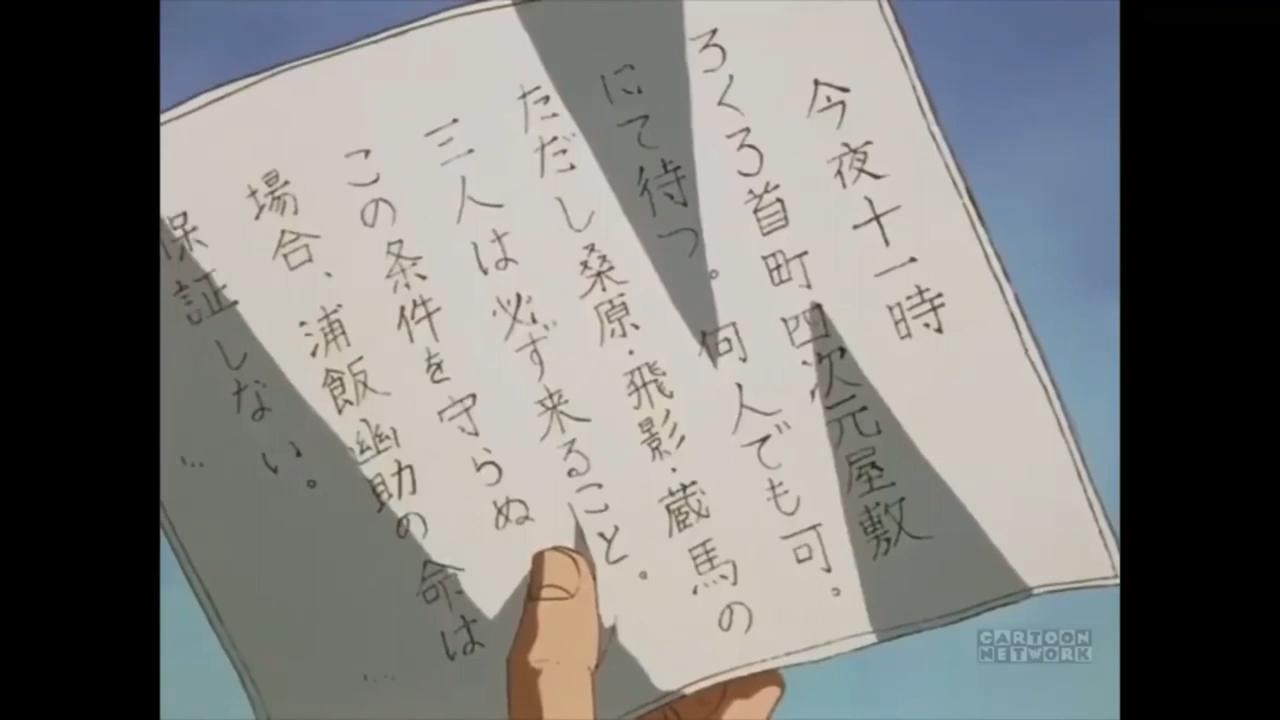 今夜十一時
ろくろ首町四次元屋敷
にて待つ。何人でも可。
ただし桑原・飛影・蔵馬の
三人は必ず来ること。
この条件を守らぬ
場合、浦飯幽助の命は
保証しない。
CARTOON
NETWORK